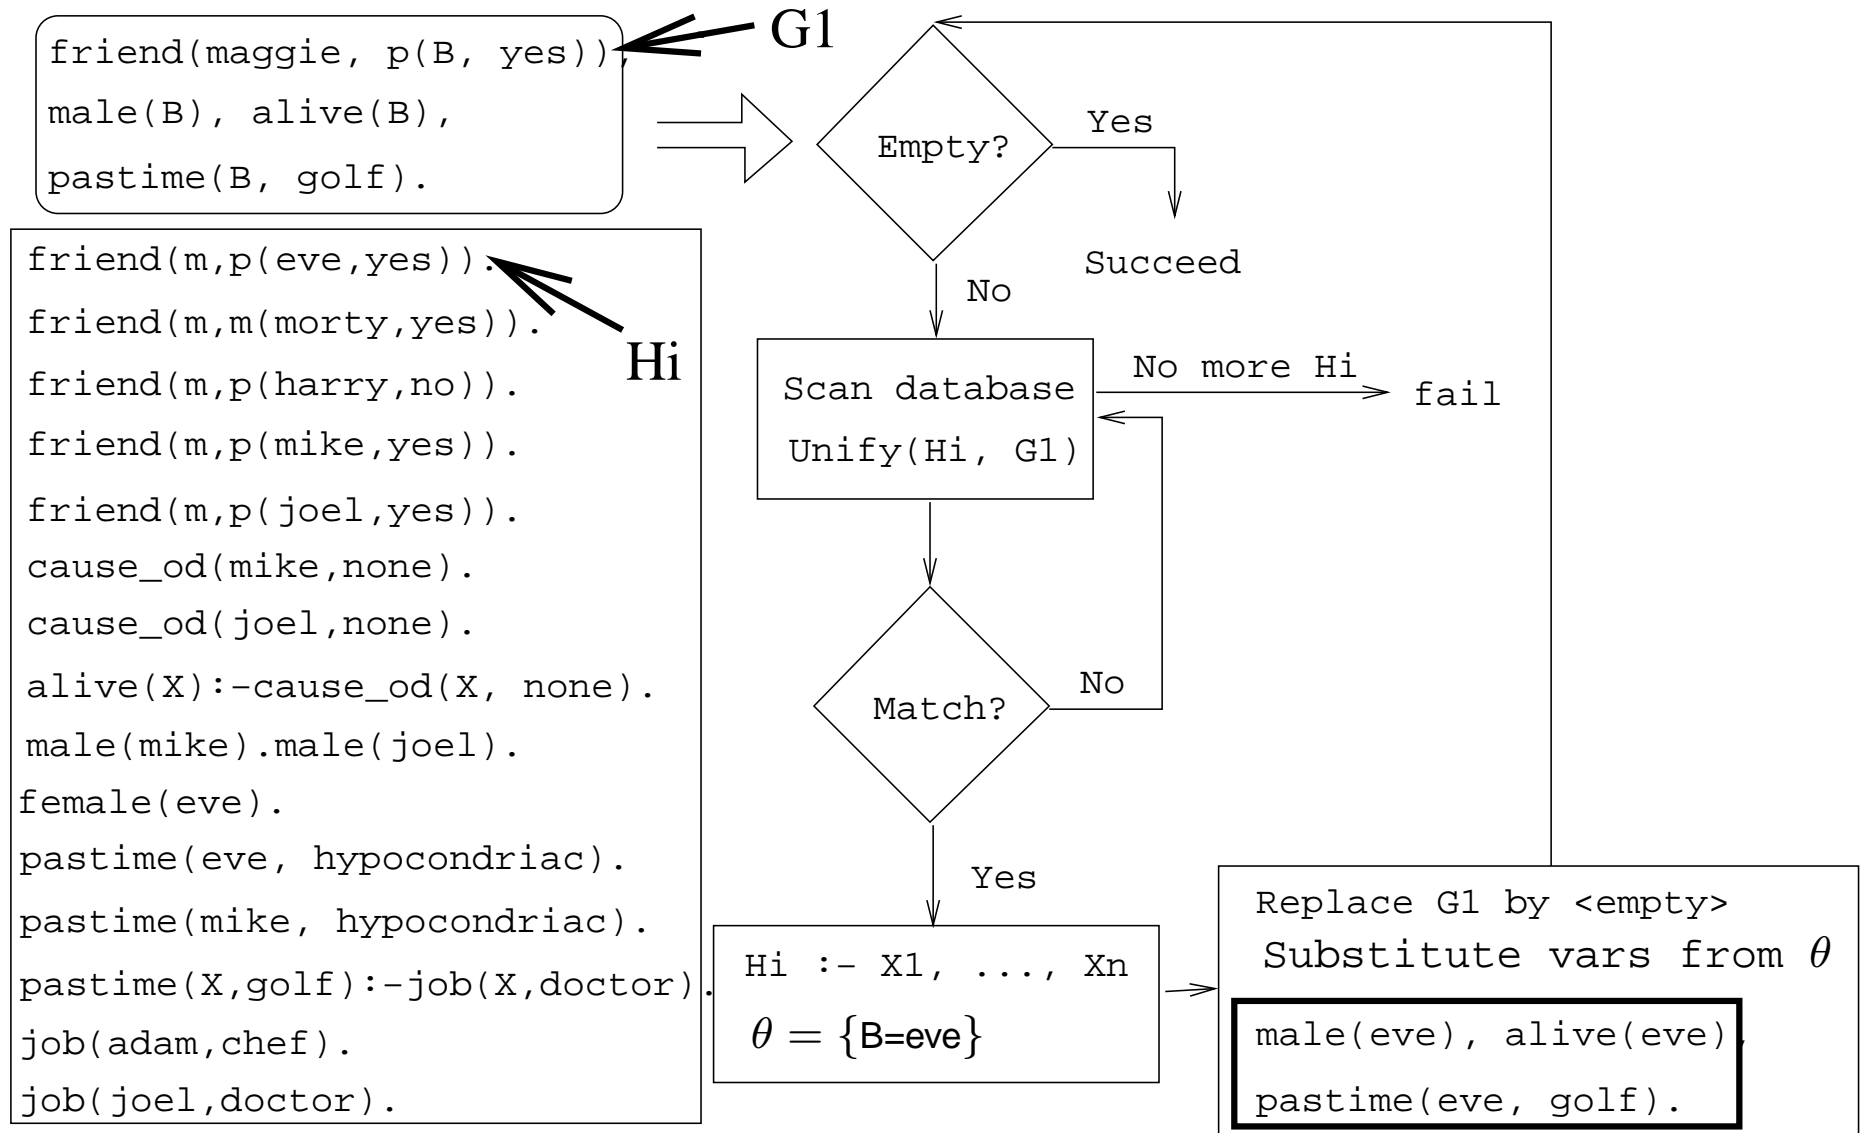 friend(maggie, p(B, yes)),
male(B), alive(B),
pastime(B, golf).
G1
friend(m,p(eve,yes)).
friend(m,m(morty,yes)).
friend(m,p(harry,no)).
friend(m,p(mike,yes)).
friend(m,p(joel,yes)).
cause_od(mike,none).
cause_od(joel,none).
alive(X):-cause_od(X, none).
male(mike).male(joel).
female(eve).
pastime(eve, hypocondriac).
pastime(mike, hypocondriac).
pastime(X,golf):-job(X,doctor).
job(adam,chef).
job(joel,doctor).
Hi
Empty?
Yes
Succeed
No
Scan database
Unify(Hi, G1)
No more Hi
fail
Match?
No
Yes
Hi :- X1, ..., Xn
θ = {B=eve}
Replace G1 by <empty>
Substitute vars from θ
male(eve), alive(eve),
pastime(eve, golf).